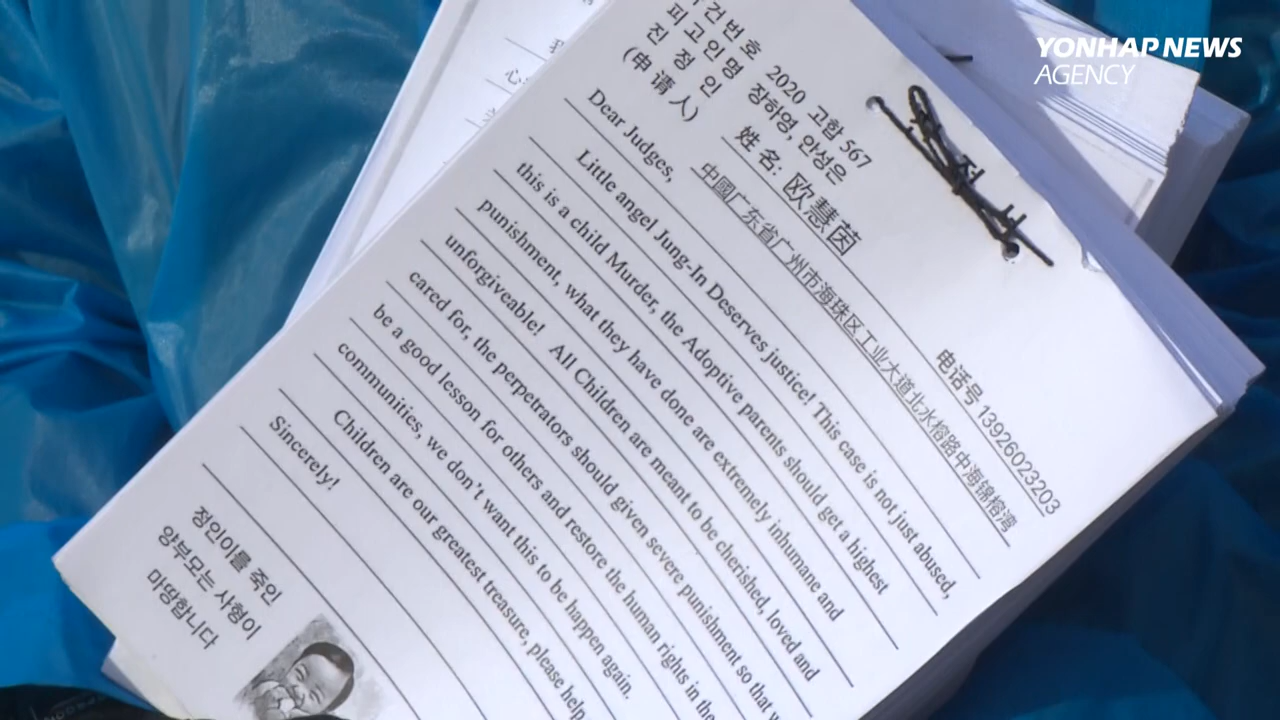 YONHAP NEWS
AGENCY
건번호 2020 고합 567
피고인명 장하영, 안성은
진정인 姓名: 欧慧茵
(申请人)
中國广东省广州市海珠区工业大道北水榕路中海锦榕湾
电话号 13926023203
Dear Judges,
Little angel Jung-In Deserves justice! This case is not just abused,
this is a child Murder, the Adoptive parents should get a highest
punishment, what they have done are extremely inhumane and
unforgiveable! All Children are meant to be cherished, loved and
cared for, the perpetrators should given severe punishment so that
be a good lesson for others and restore the human rights in the
communities, we don't want this to be happen again.
Children are our greatest treasure, please help
Sincerely!
정인이를 죽인
양부모는 사형이
마땅합니다